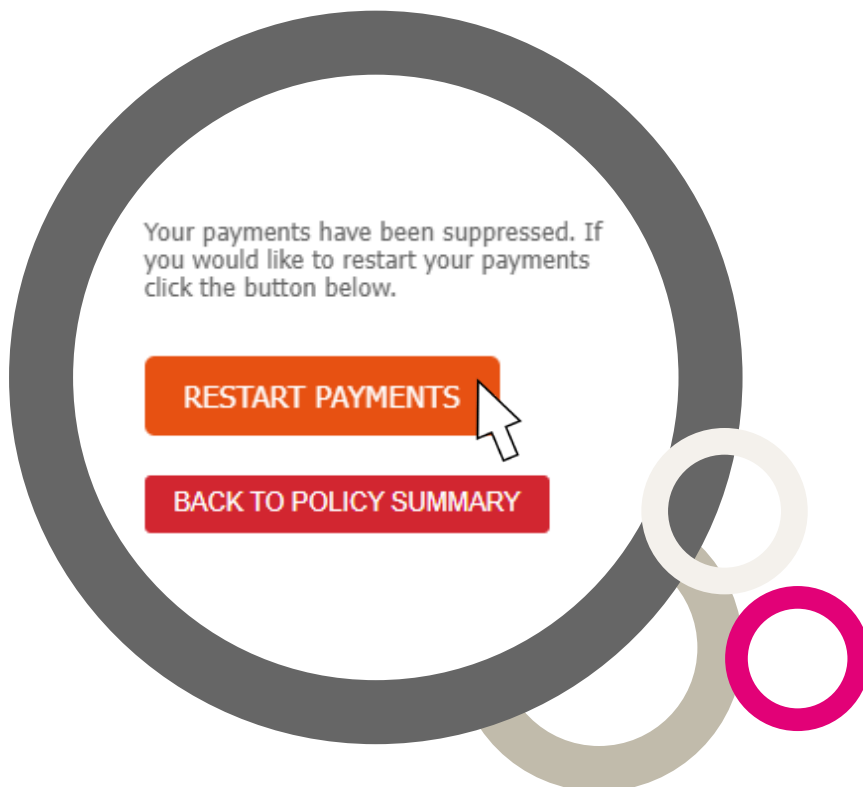 Your payments have been suppressed. If
you would like to restart your payments
click the button below.
RESTART PAYMENTS
BACK TO POLICY SUMMARY